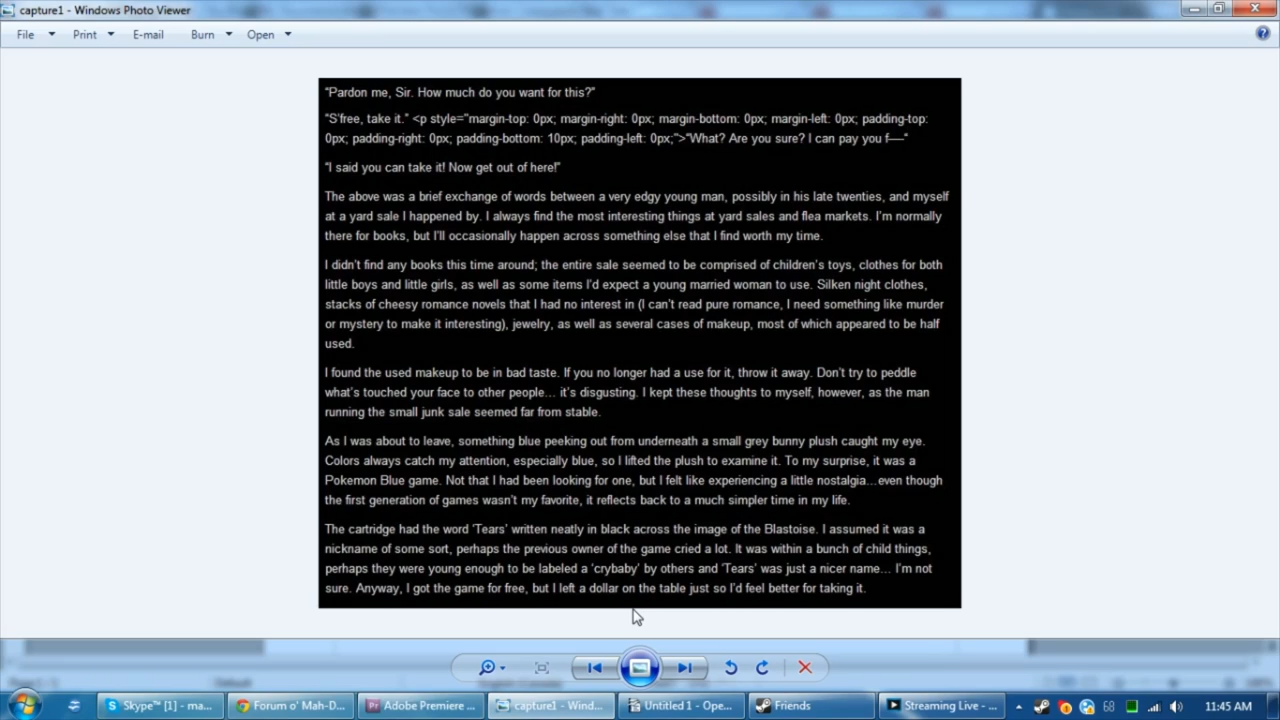 capture1 - Windows Photo Viewer
File Print E-mail Burn Open
"Pardon me, Sir. How much do you want for this?"
"S'free, take it." <p style="margin-top: 0px; margin-right: 0px; margin-bottom: 0px; margin-left: 0px; padding-top:
0px; padding-right: 0px; padding-bottom: 10px; padding-left: 0px;">"What? Are you sure? I can pay you f—-"
"I said you can take it! Now get out of here!"
The above was a brief exchange of words between a very edgy young man, possibly in his late twenties, and myself
at a yard sale I happened by. I always find the most interesting things at yard sales and flea markets. I'm normally
there for books, but I'll occasionally happen across something else that I find worth my time.
I didn't find any books this time around; the entire sale seemed to be comprised of children's toys, clothes for both
little boys and little girls, as well as some items I'd expect a young married woman to use. Silken night clothes,
stacks of cheesy romance novels that I had no interest in (I can't read pure romance, I need something like murder
or mystery to make it interesting), jewelry, as well as several cases of makeup, most of which appeared to be half
used.
I found the used makeup to be in bad taste. If you no longer had a use for it, throw it away. Don't try to peddle
what's touched your face to other people… it's disgusting. I kept these thoughts to myself, however, as the man
running the small junk sale seemed far from stable.
As I was about to leave, something blue peeking out from underneath a small grey bunny plush caught my eye.
Colors always catch my attention, especially blue, so I lifted the plush to examine it. To my surprise, it was a
Pokemon Blue game. Not that I had been looking for one, but I felt like experiencing a little nostalgia…even though
the first generation of games wasn't my favorite, it reflects back to a much simpler time in my life.
The cartridge had the word 'Tears' written neatly in black across the image of the Blastoise. I assumed it was a
nickname of some sort, perhaps the previous owner of the game cried a lot. It was within a bunch of child things,
perhaps they were young enough to be labeled a 'crybaby' by others and 'Tears' was just a nicer name… I'm not
sure. Anyway, I got the game for free, but I left a dollar on the table just so I'd feel better for taking it.
Skype™ [1] - ma... Forum o' Mah-D... Adobe Premiere ... capture1 - Wind... Untitled 1 - Ope... Friends Streaming Live -... 68 11:45 AM